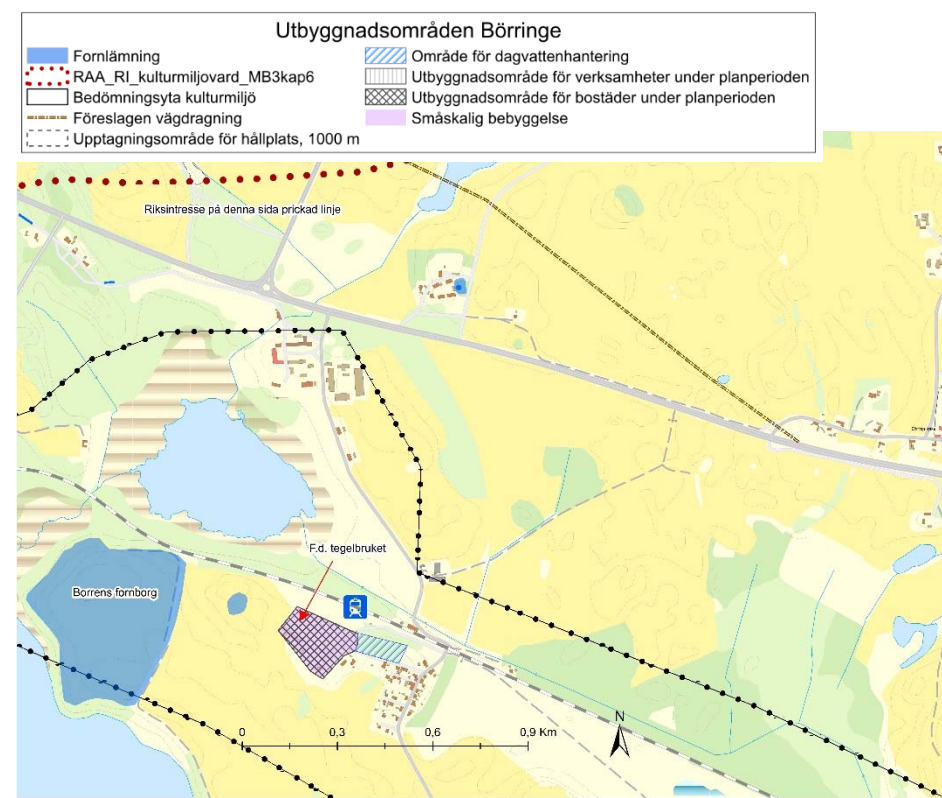 Utbyggnadsområden Börringe
Fornlämning
RAA_RI_kulturmiljovard_MB3kap6
Bedömningsyta kulturmiljö
Föreslagen vägdragning
Upptagningsområde för hållplats, 1000 m
Område för dagvattenhantering
Utbyggnadsområde för verksamheter under planperioden
Utbyggnadsområde för bostäder under planperioden
Småskalig bebyggelse
Riksintresse på denna sida prickad linje
F.d. tegelbruket
Borrens fornborg
N
0 0,3 0,6 0,9 Km